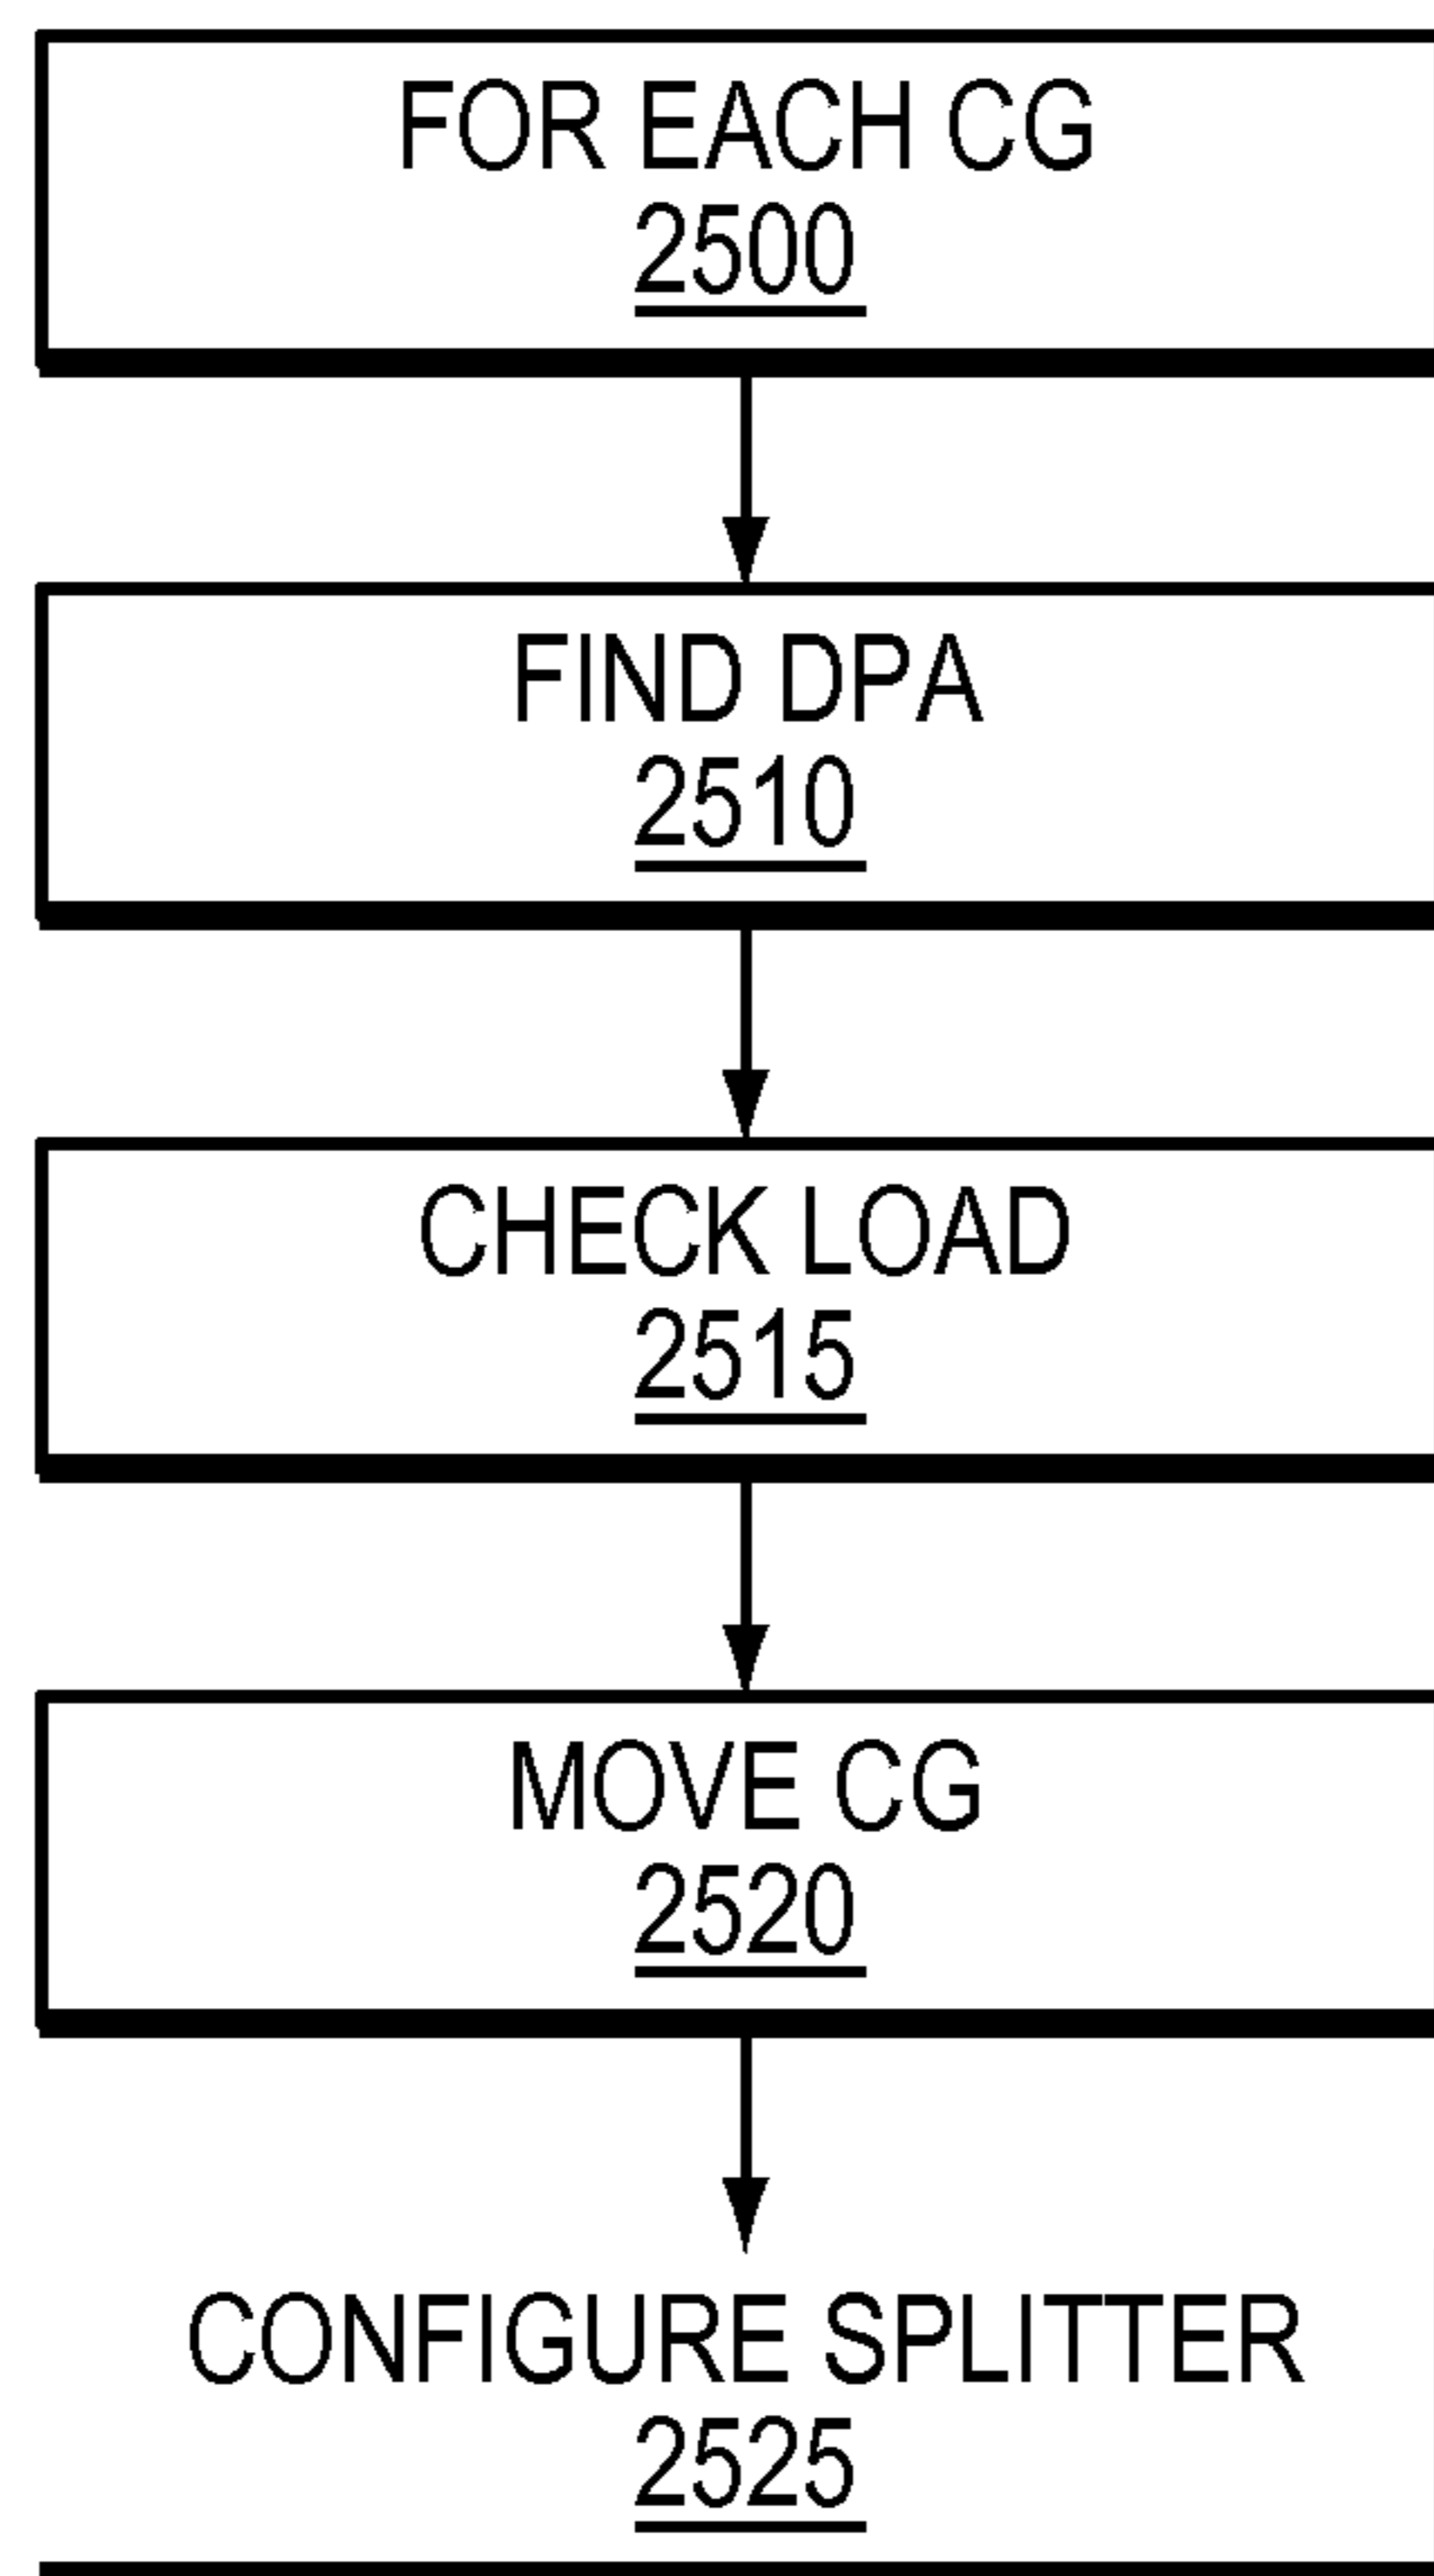 FOR EACH CG
2500
FIND DPA
2510
CHECK LOAD
2515
MOVE CG
2520
CONFIGURE SPLITTER
2525